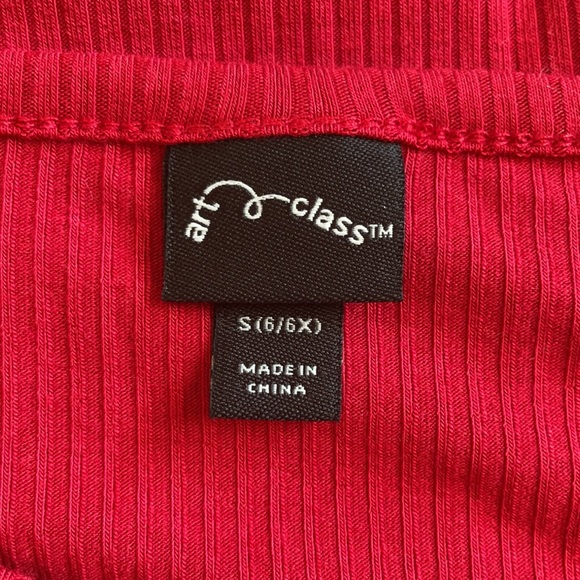 art class™
S(6/6X)
MADE IN
CHINA